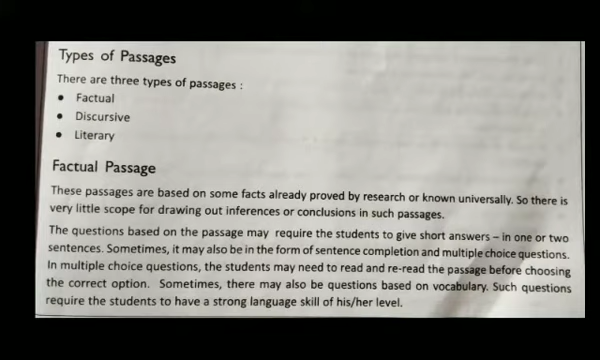 Types of Passages
There are three types of passages :
• Factual
• Discursive
• Literary
Factual Passage
These passages are based on some facts already proved by research or known universally. So there is
very little scope for drawing out inferences or conclusions in such passages.
The questions based on the passage may require the students to give short answers – in one or two
sentences. Sometimes, it may also be in the form of sentence completion and multiple choice questions.
In multiple choice questions, the students may need to read and re-read the passage before choosing
the correct option. Sometimes, there may also be questions based on vocabulary. Such questions
require the students to have a strong language skill of his/her level.